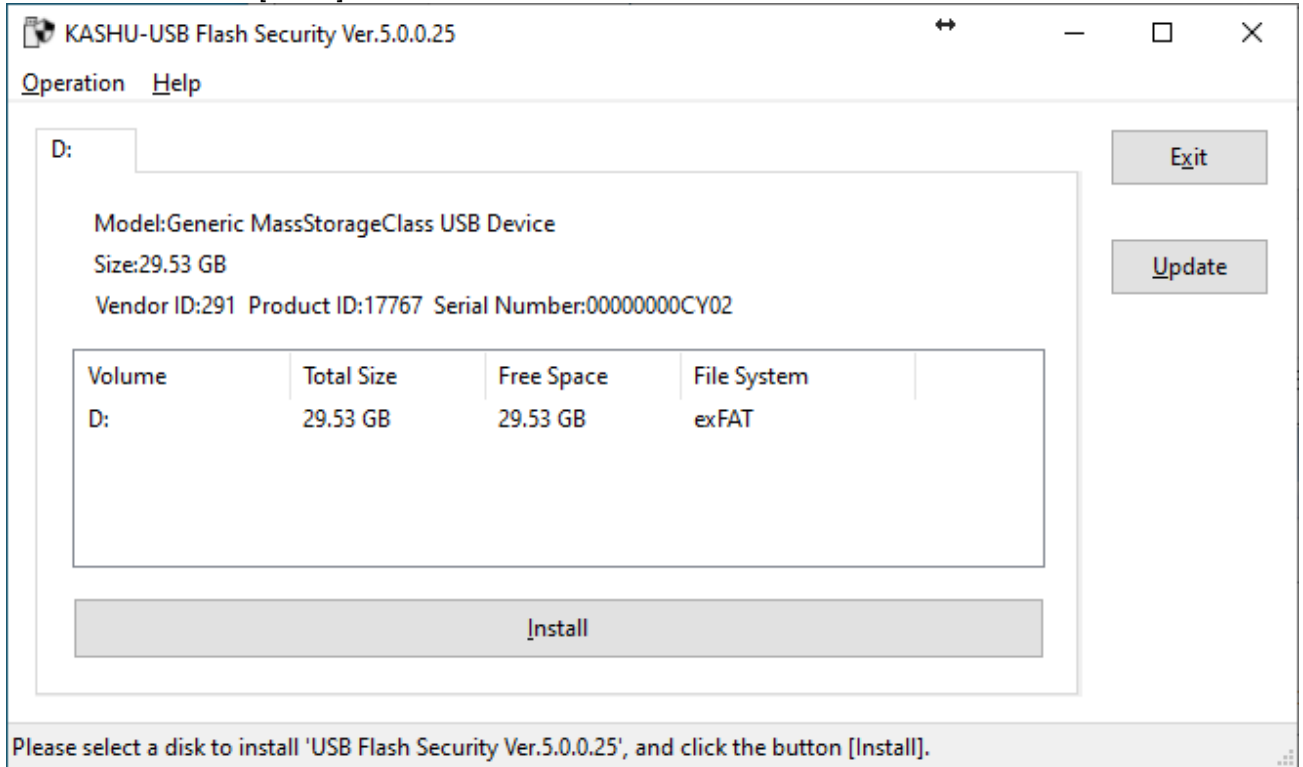 KASHU-USB Flash Security Ver.5.0.0.25
Operation Help
D:
Exit
Model:Generic MassStorageClass USB Device
Size:29.53 GB
Update
Vendor ID:291 Product ID:17767 Serial Number:00000000CY02
Volume Total Size Free Space File System
D: 29.53 GB 29.53 GB exFAT
Install
Please select a disk to install 'USB Flash Security Ver.5.0.0.25', and click the button [Install].